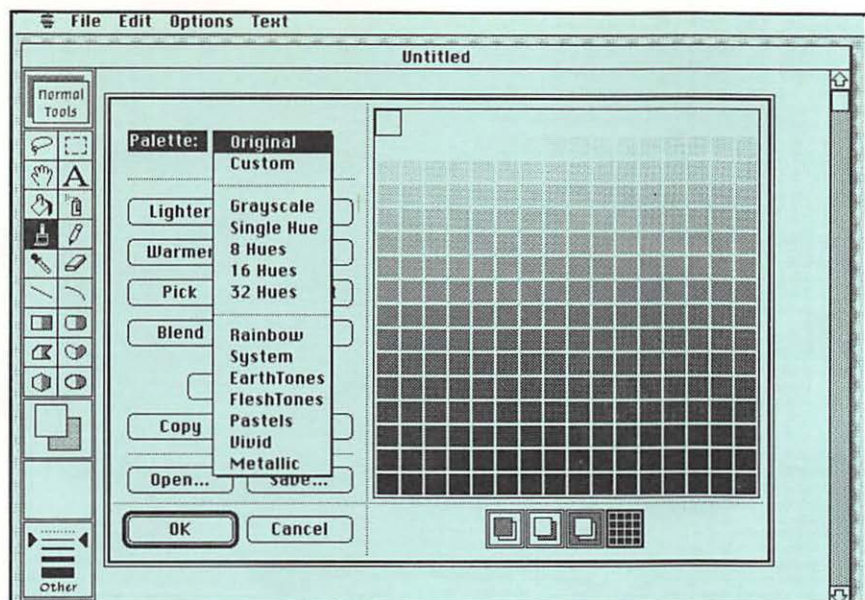 File Edit Options Text
Untitled
Normal
Tools
A
Palette: Original
Custom
Grayscale
Single Hue
8 Hues
16 Hues
32 Hues
Rainbow
System
EarthTones
FleshTones
Pastels
Vivid
Metallic
Lighter
Warmer
Pick
Blend
Copy
Open... Save...
OK Cancel
Other